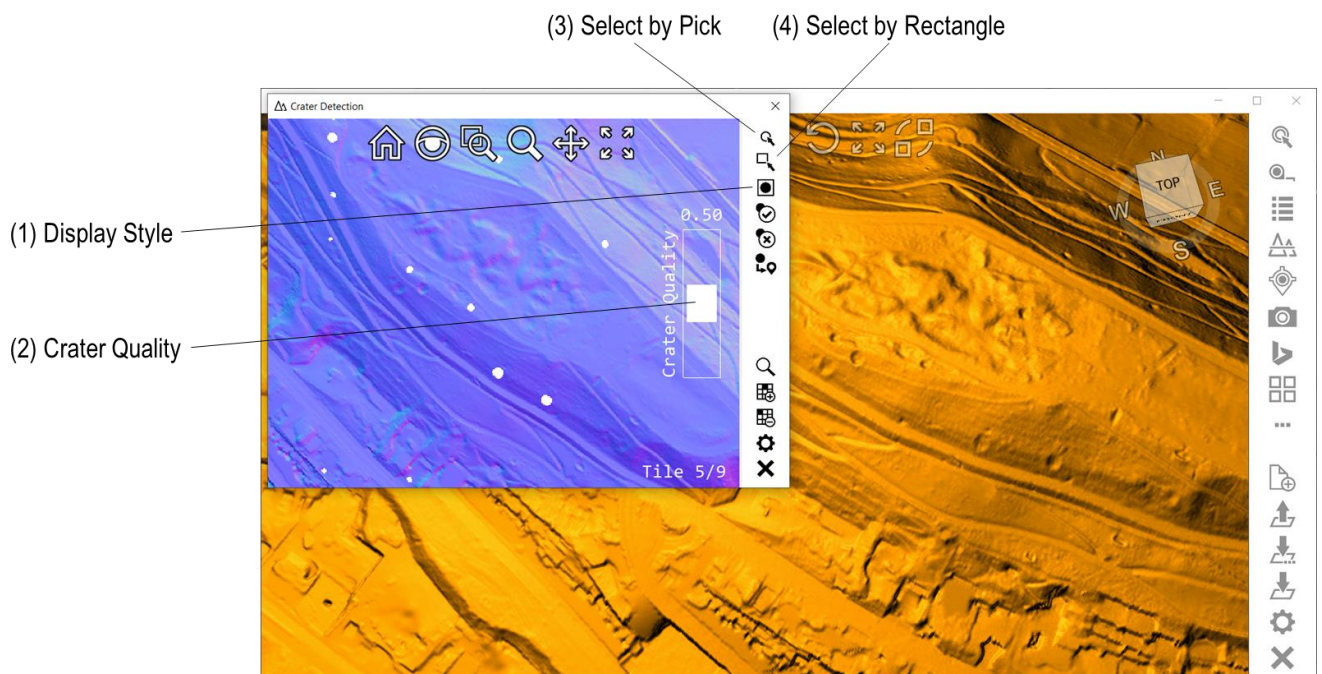 (3) Select by Pick
(4) Select by Rectangle
Crater Detection
(1) Display Style
0.50
Crater Quality
(2) Crater Quality
Tile 5/9
N
TOP
W
E
S